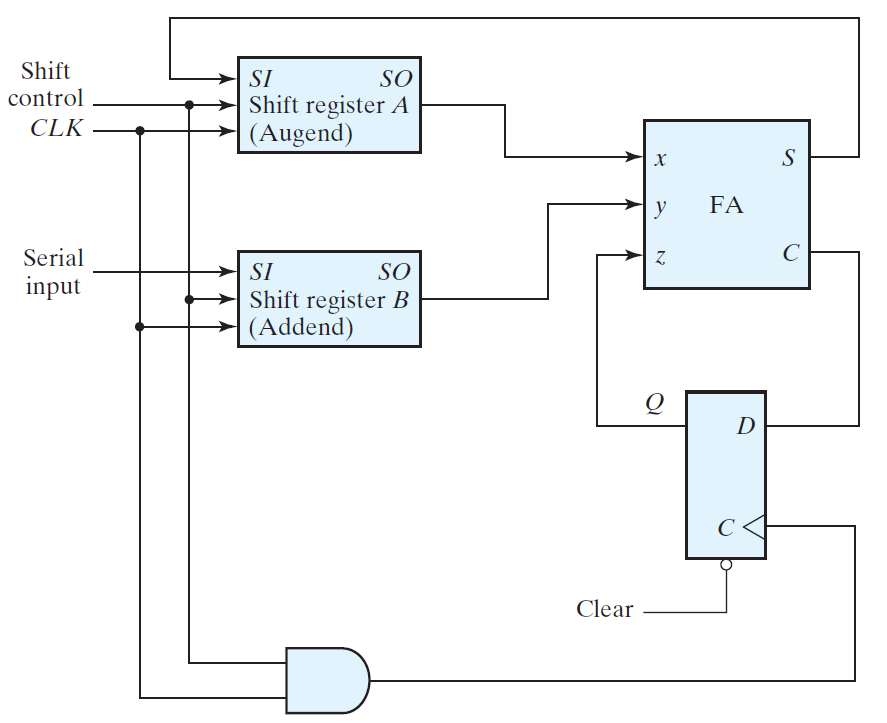 Shift
control
CLK
SI SO
Shift register A
(Augend)
x S
y FA
z C
Serial
input
SI SO
Shift register B
(Addend)
Q
D
C
Clear